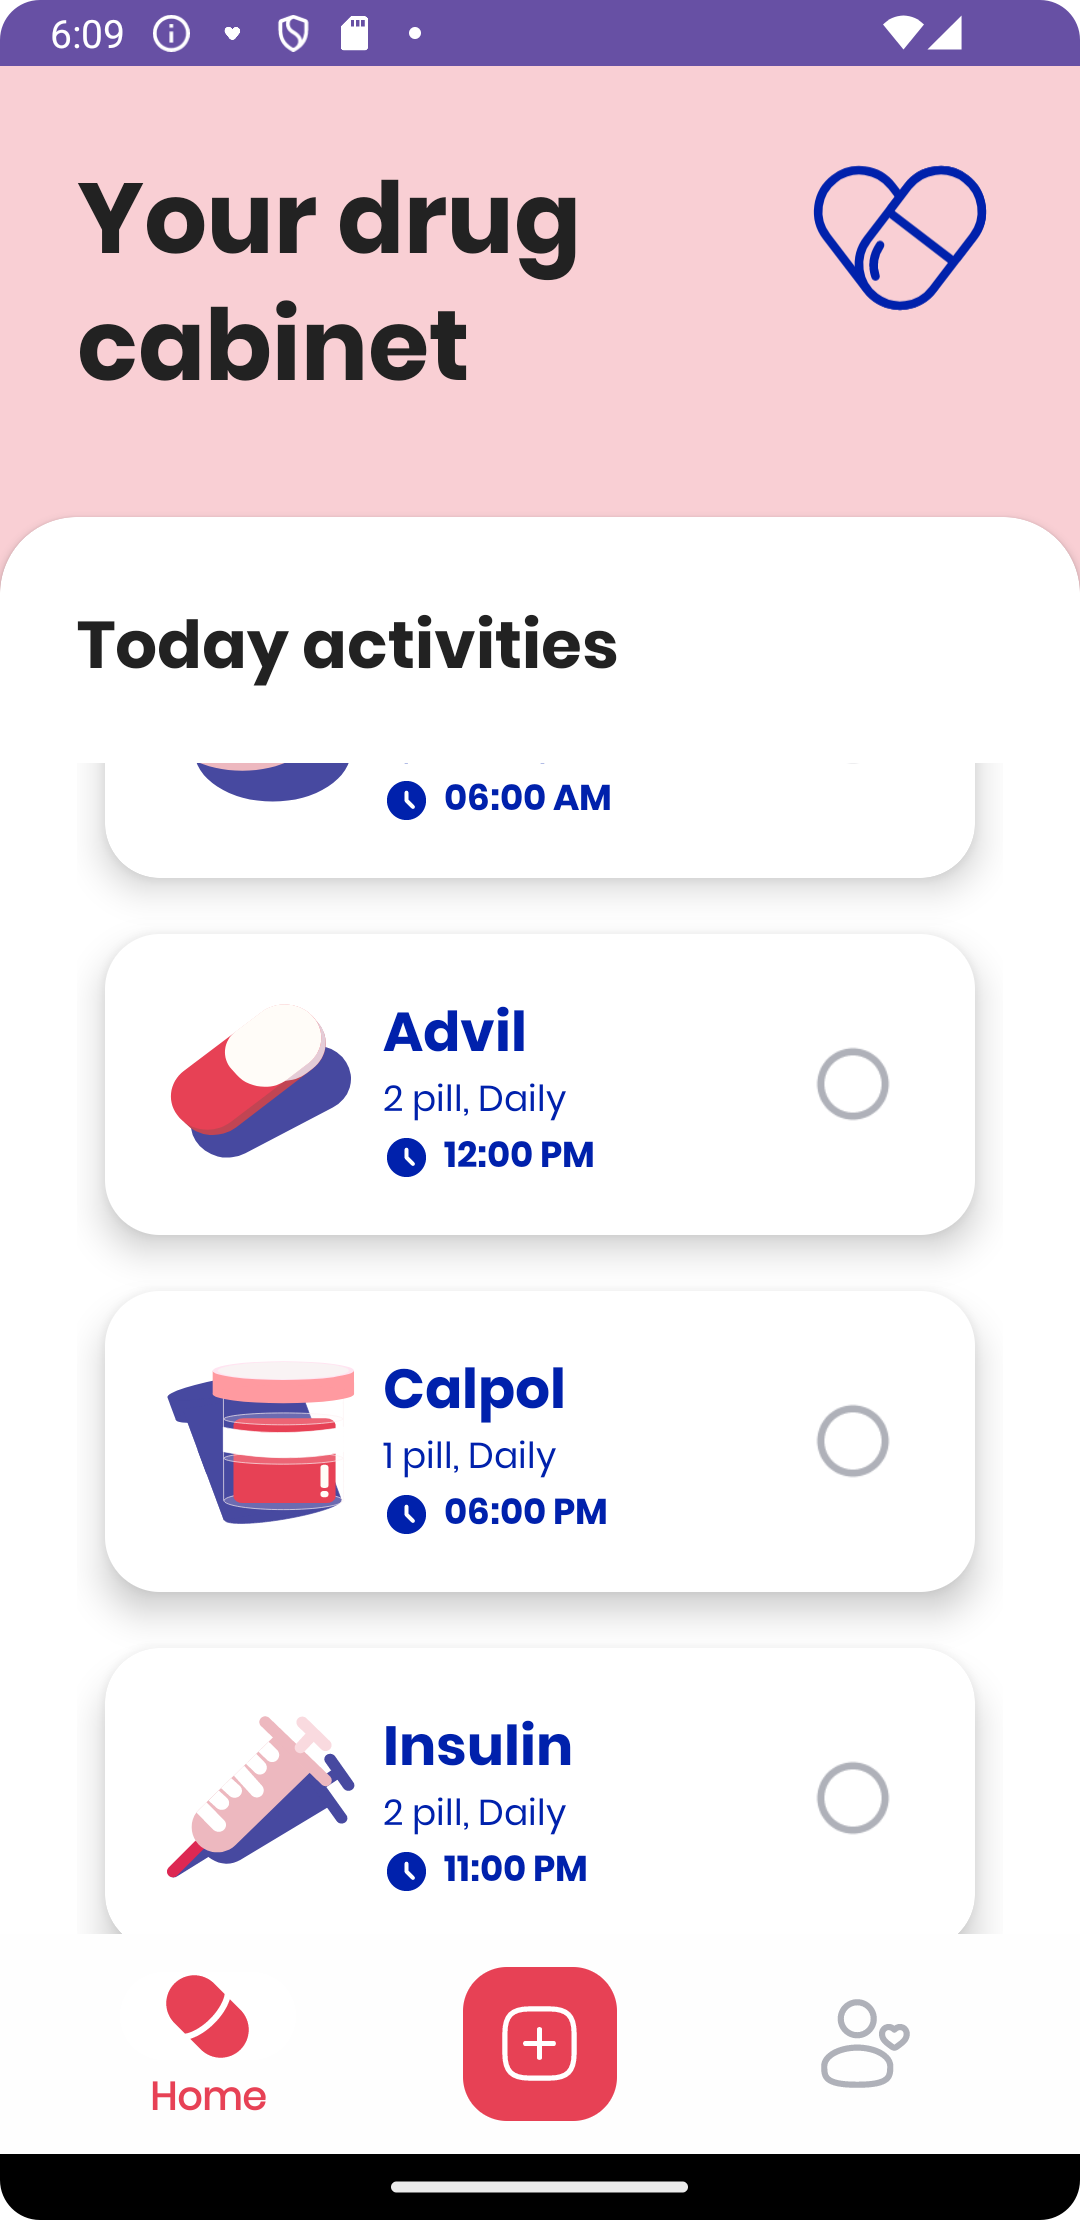 6:09
Your drug
cabinet
Today activities
06:00 AM
Advil
2 pill, Daily
12:00 PM
Calpol
1 pill, Daily
06:00 PM
Insulin
2 pill, Daily
11:00 PM
Home